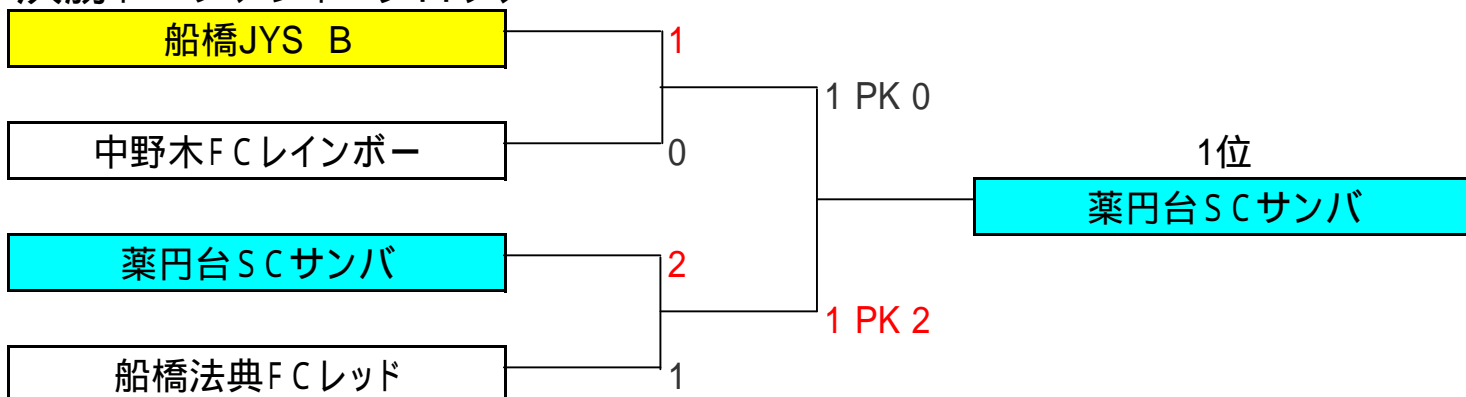 船橋JYS B
1
1 PK 0
中野木FCレインボー
0
1位
薬円台SCサンバ
薬円台SCサンバ
2
1 PK 2
船橋法典FCレッド
1